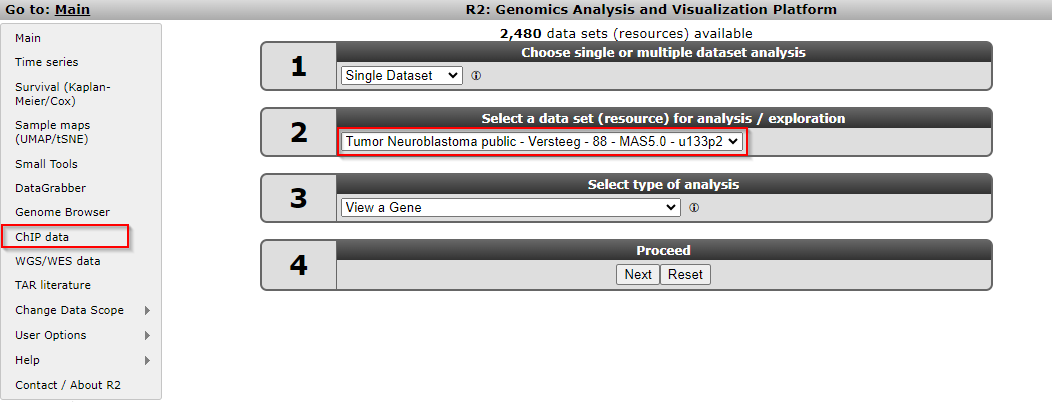 Go to: Main
R2: Genomics Analysis and Visualization Platform
Main
Time series
Survival (Kaplan-
Meier/Cox)
Sample maps
(UMAP/tSNE)
Small Tools
DataGrabber
Genome Browser
ChIP data
WGS/WES data
TAR literature
Change Data Scope
User Options
Help
Contact / About R2
2,480 data sets (resources) available
1
Choose single or multiple dataset analysis
Single Dataset
2
Select a data set (resource) for analysis / exploration
Tumor Neuroblastoma public - Versteeg - 88 - MAS5.0 - u133p2
3
Select type of analysis
View a Gene
4
Proceed
Next Reset